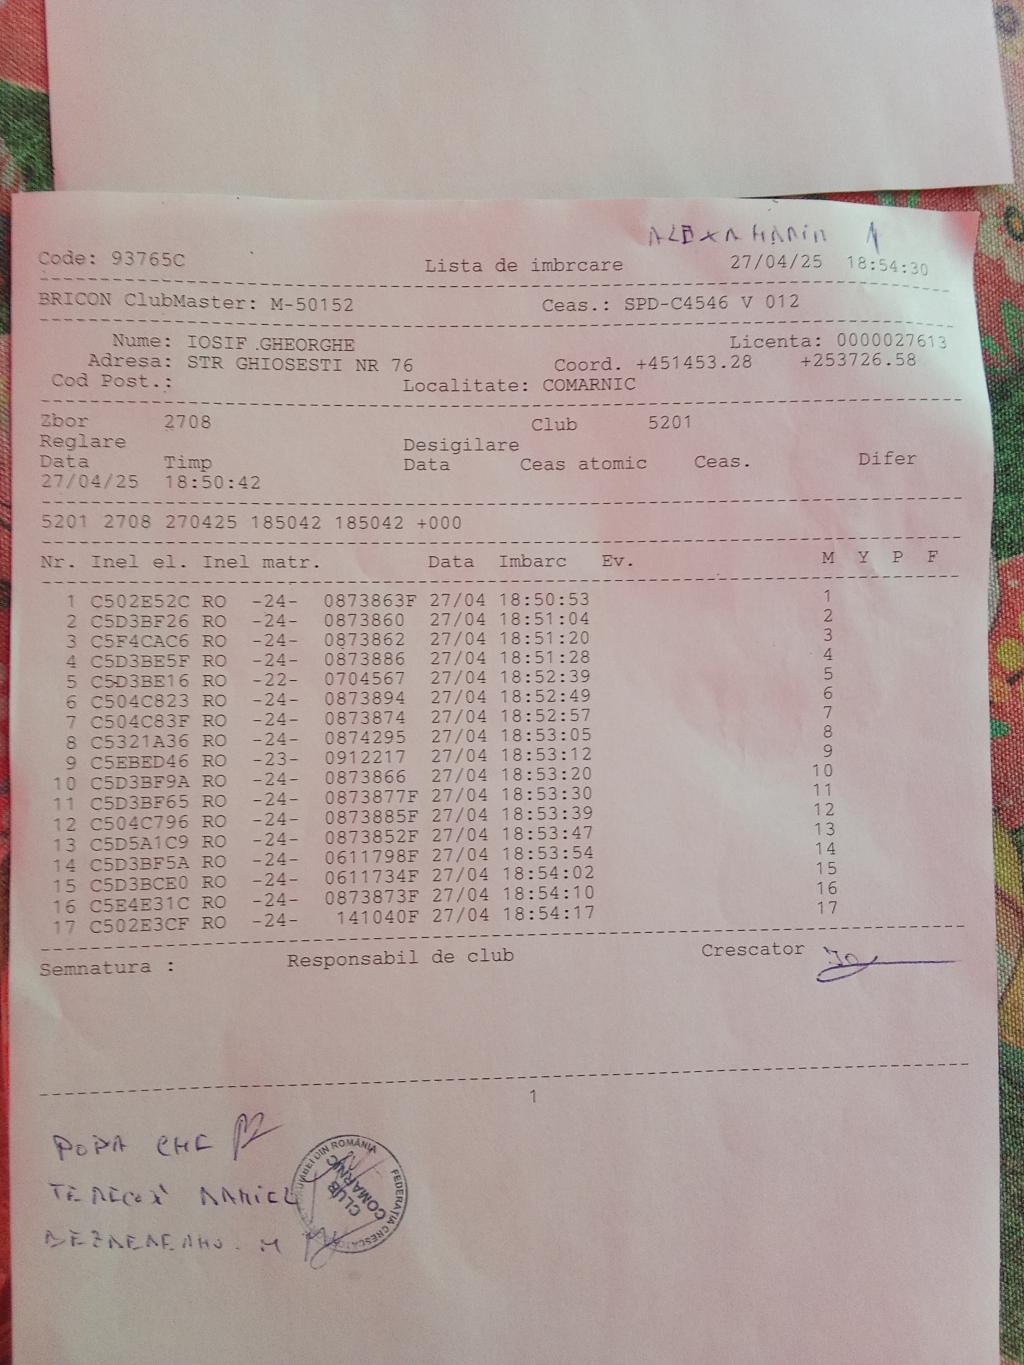 ALEXA MARIN
Code: 93765C Lista de imbrcare 27/04/25 18:54:30
BRICON ClubMaster: M-50152 Ceas.: SPD-C4546 V 012
Nume: IOSIF .GHEORGHE Licenta: 0000027613
Adresa: STR GHIOSESTI NR 76 Coord. +451453.28 +253726.58
Cod Post.: Localitate: COMARNIC
Zbor 2708 Club 5201
Reglare Desigilare
Data Timp Data Ceas atomic Ceas. Difer
27/04/25 18:50:42
5201 2708 270425 185042 185042 +000
Nr. Inel el. Inel matr. Data Imbarc Ev. M Y P F
1 C502E52C RO -24- 0873863F 27/04 18:50:53 1
2 C5D3BF26 RO -24- 0873860 27/04 18:51:04 2
3 C5F4CAC6 RO -24- 0873862 27/04 18:51:20 3
4 C5D3BE5F RO -24- 0873886 27/04 18:51:28 4
5 C5D3BE16 RO -22- 0704567 27/04 18:52:39 5
6 C504C823 RO -24- 0873894 27/04 18:52:49 6
7 C504C83F RO -24- 0873874 27/04 18:52:57 7
8 C5321A36 RO -24- 0874295 27/04 18:53:05 8
9 C5EBED46 RO -23- 0912217 27/04 18:53:12 9
10 C5D3BF9A RO -24- 0873866 27/04 18:53:20 10
11 C5D3BF65 RO -24- 0873877F 27/04 18:53:30 11
12 C504C796 RO -24- 0873885F 27/04 18:53:39 12
13 C5D5A1C9 RO -24- 0873852F 27/04 18:53:47 13
14 C5D3BF5A RO -24- 0611798F 27/04 18:53:54 14
15 C5D3BCE0 RO -24- 0611734F 27/04 18:54:02 15
16 C5E4E31C RO -24- 0873873F 27/04 18:54:10 16
17 C502E3CF RO -24- 141040F 27/04 18:54:17 17
Semnatura : Responsabil de club Crescator
1
POPA GHE
CLUB
COMARNIC
DIN ROMÂNIA
FEDERATIA